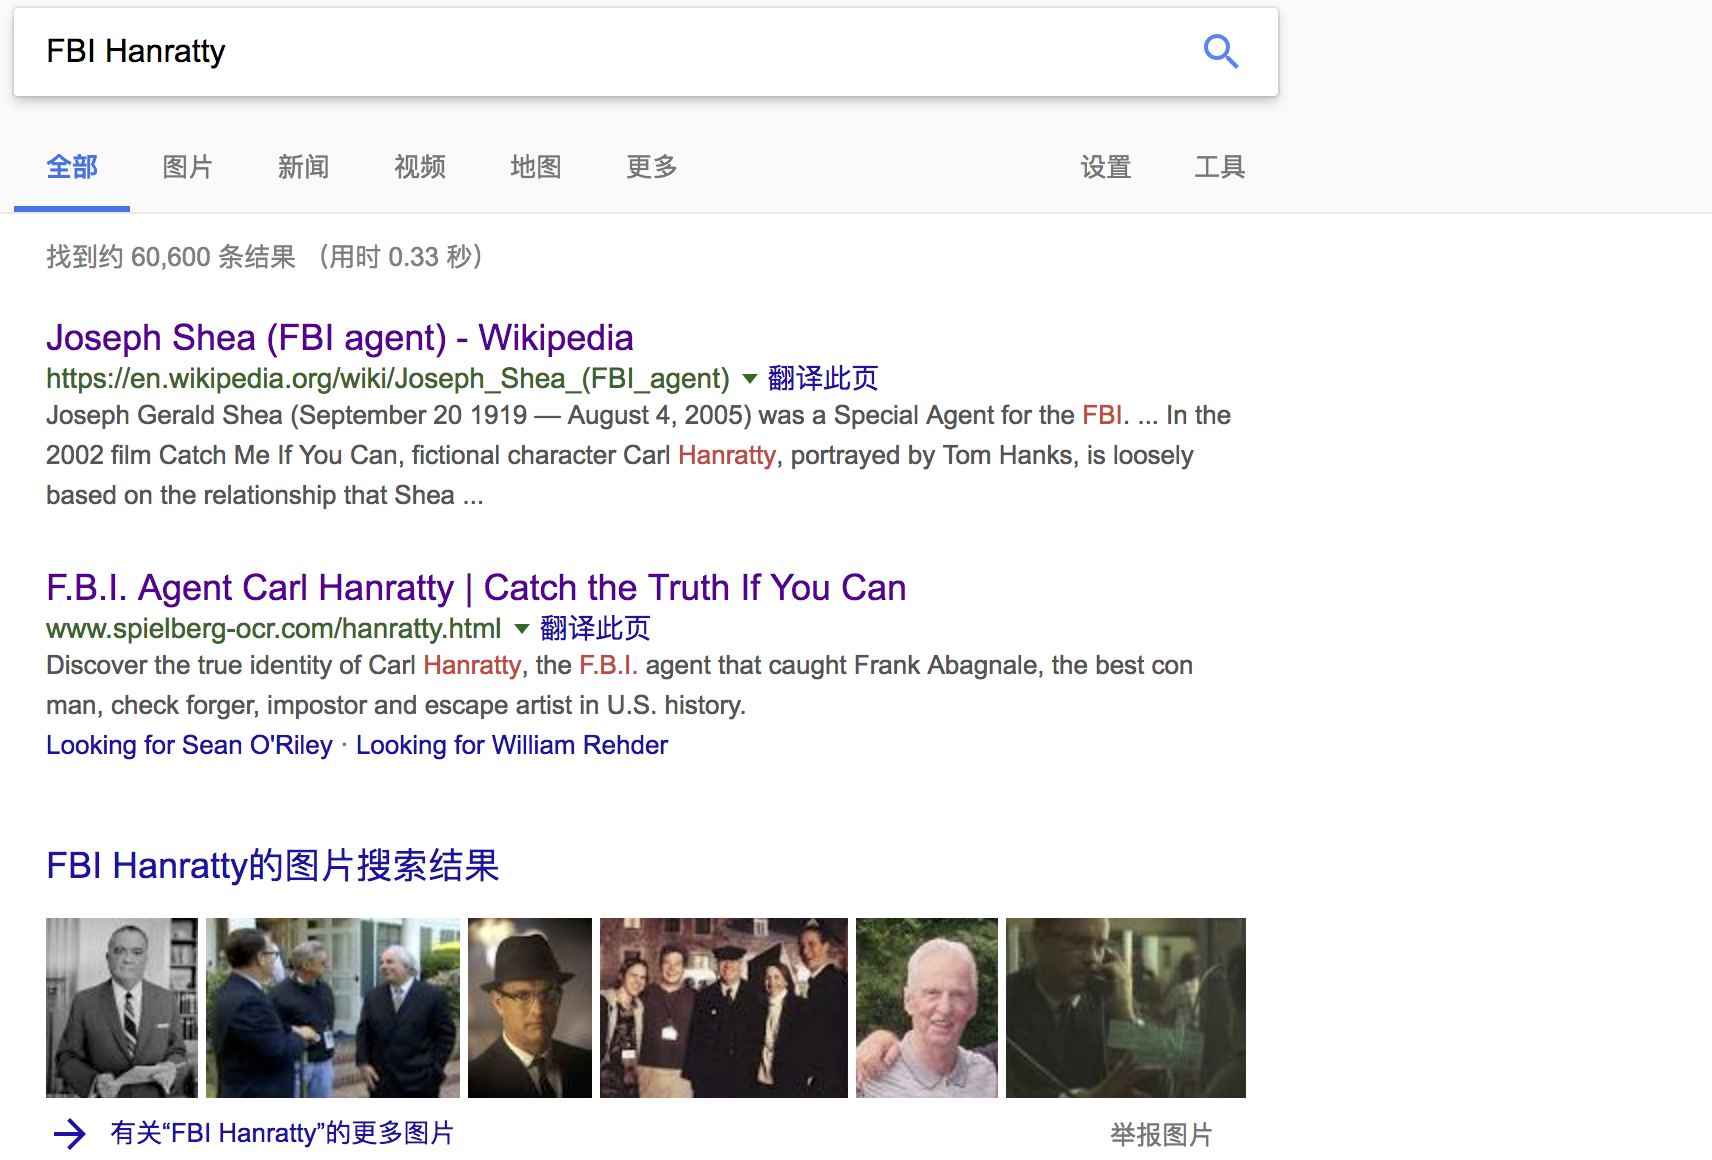 FBI Hanratty
全部 图片 新闻 视频 地图 更多 设置 工具
找到约 60,600 条结果 （用时 0.33 秒）
Joseph Shea (FBI agent) - Wikipedia
https://en.wikipedia.org/wiki/Joseph_Shea_(FBI_agent) 翻译此页
Joseph Gerald Shea (September 20 1919 — August 4, 2005) was a Special Agent for the FBI. ... In the
2002 film Catch Me If You Can, fictional character Carl Hanratty, portrayed by Tom Hanks, is loosely
based on the relationship that Shea ...
F.B.I. Agent Carl Hanratty | Catch the Truth If You Can
www.spielberg-ocr.com/hanratty.html 翻译此页
Discover the true identity of Carl Hanratty, the F.B.I. agent that caught Frank Abagnale, the best con
man, check forger, impostor and escape artist in U.S. history.
Looking for Sean O'Riley · Looking for William Rehder
FBI Hanratty的图片搜索结果
有关“FBI Hanratty”的更多图片 举报图片